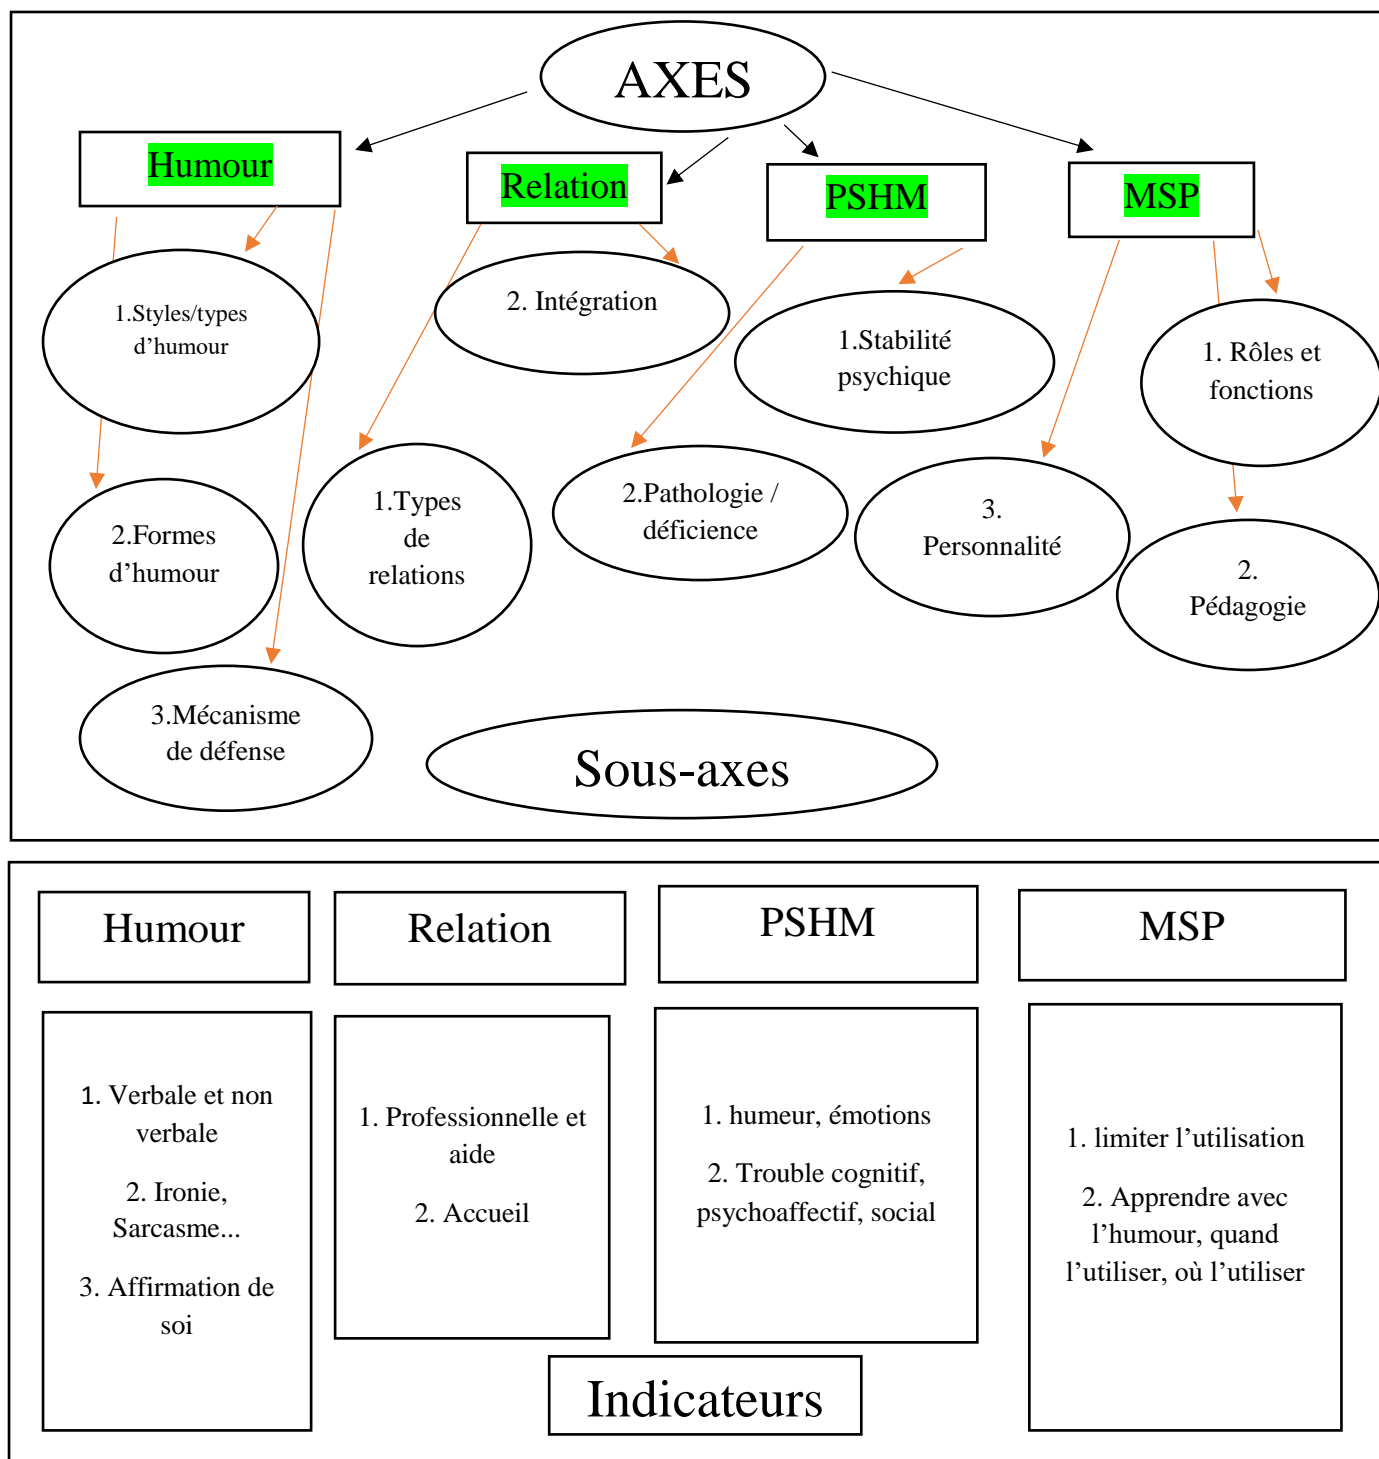 AXES
Humour
Relation
PSHM
MSP
1.Styles/types
d’humour
2. Intégration
1.Stabilité
psychique
1. Rôles et
fonctions
2.Formes
d’humour
1.Types
de
relations
2.Pathologie /
déficience
3.
Personnalité
2.
Pédagogie
3.Mécanisme
de défense
Sous-axes
Humour
Relation
PSHM
MSP
1. Verbale et non
verbale
2. Ironie,
Sarcasme...
3. Affirmation de
soi
1. Professionnelle et
aide
2. Accueil
1. humeur, émotions
2. Trouble cognitif,
psychoaffectif, social
1. limiter l’utilisation
2. Apprendre avec
l’humour, quand
l’utiliser, où l’utiliser
Indicateurs